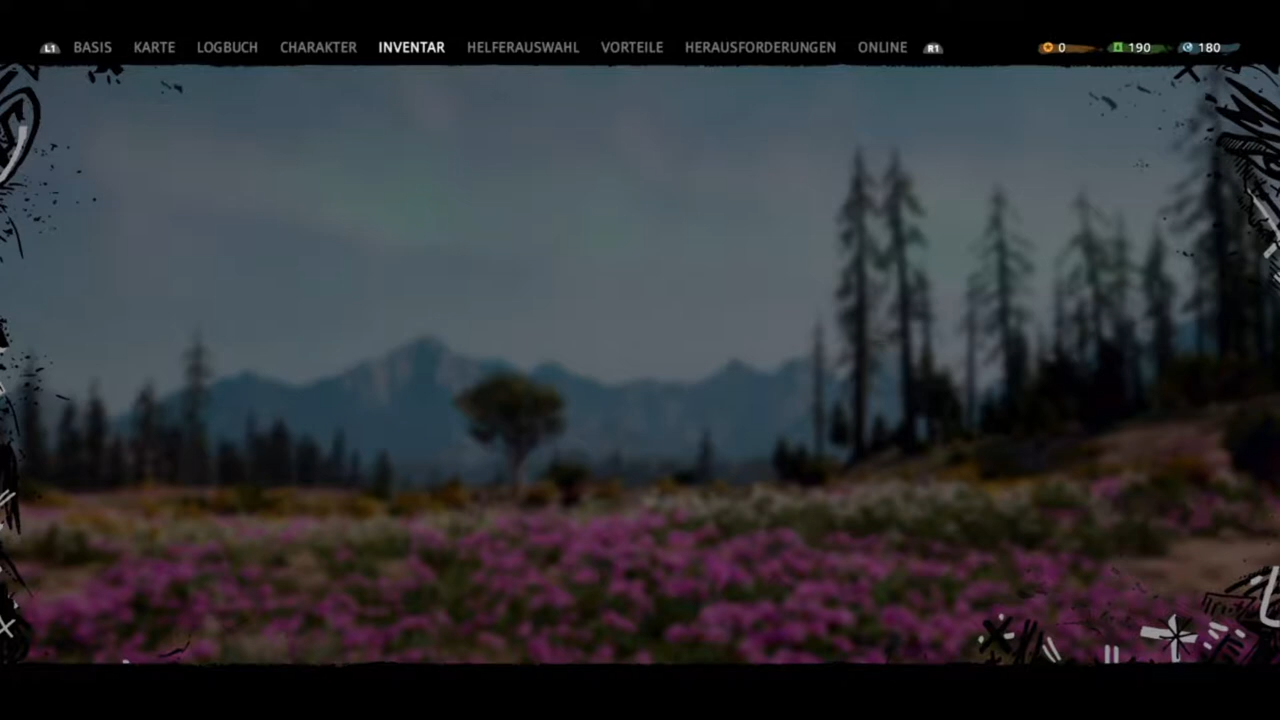 L1 BASIS KARTE LOGBUCH CHARAKTER INVENTAR HELFERAUSWAHL VORTEILE HERAUSFORDERUNGEN ONLINE R1 0 190 180